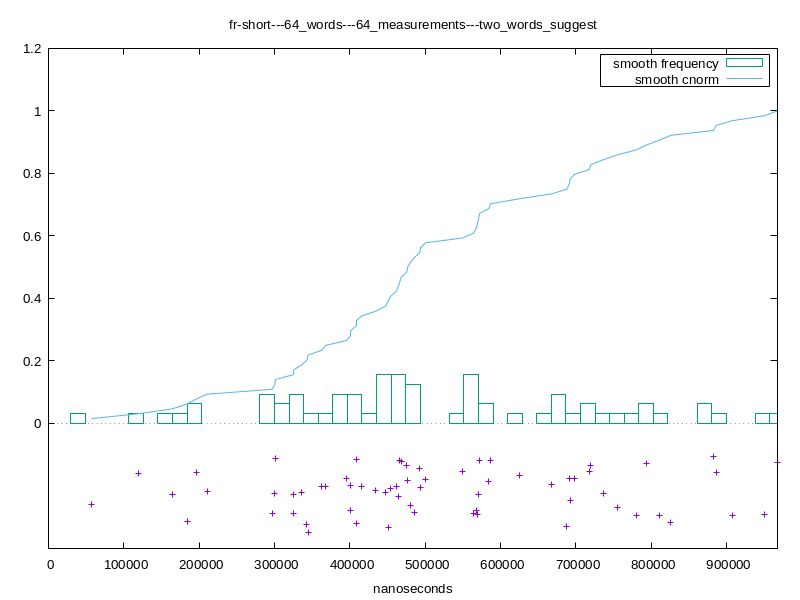 fr-short---64_words---64_measurements---two_words_suggest
1.2
smooth frequency
smooth cnorm
1
0.8
0.6
0.4
0.2
0
0 100000 200000 300000 400000 500000 600000 700000 800000 900000
nanoseconds